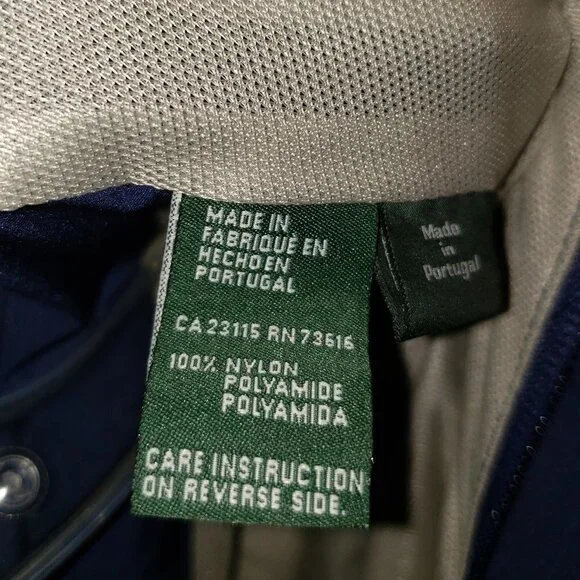 MADE IN
FABRIQUÉ EN
HECHO EN
PORTUGAL
CA 23115 RN 73616
100% NYLON
POLYAMIDE
POLYAMIDA
CARE INSTRUCTION
ON REVERSE SIDE.
Made
in
Portugal